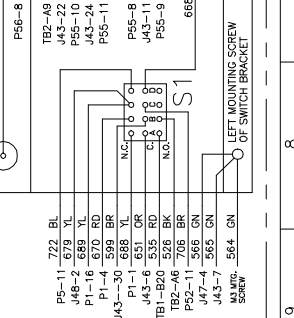 P56-8
TB2-A9
J43-22
P55-10
J43-24
P55-11
P55-8
J43-11
P55-9
668
S1
N.C.
C.
N.O.
A
B
C
D
LEFT MOUNTING SCREW
OF SWITCH BRACKET
8
9
P5-11 722 BL
J48-2 679 YL
P1-16 689 YL
P1-4 670 RD
J43--30 599 BR
P1-1 688 YL
J43-6 651 OR
TB1-B20 535 RD
TB2-A6 526 BK
P52-11 706 BR
J47-4 566 GN
J43-7 565 GN
M3 MTG.
SCREW
564 GN